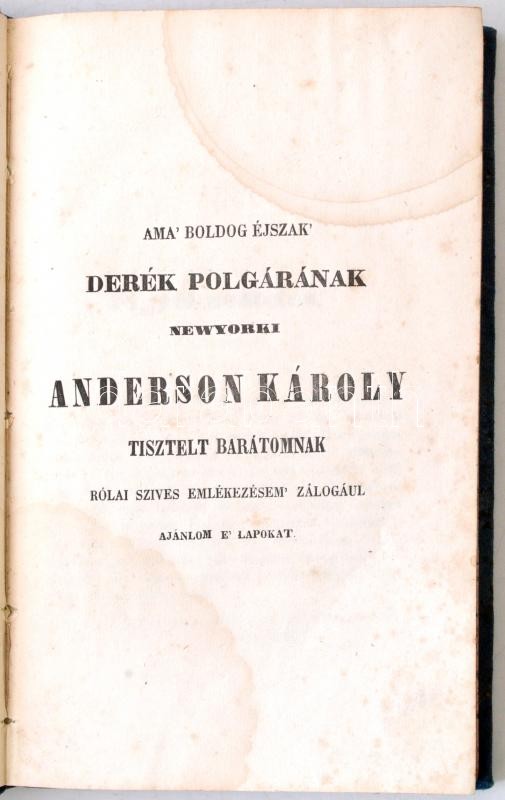 AMA' BOLDOG ÉJSZAK'
DERÉK POLGÁRÁNAK
NEWYORKI
ANDERSON KÁROLY
TISZTELT BARÁTOMNAK
RÓLAI SZIVES EMLÉKEZÉSEM' ZÁLOGÁUL
AJÁNLOM E' LAPOKAT.